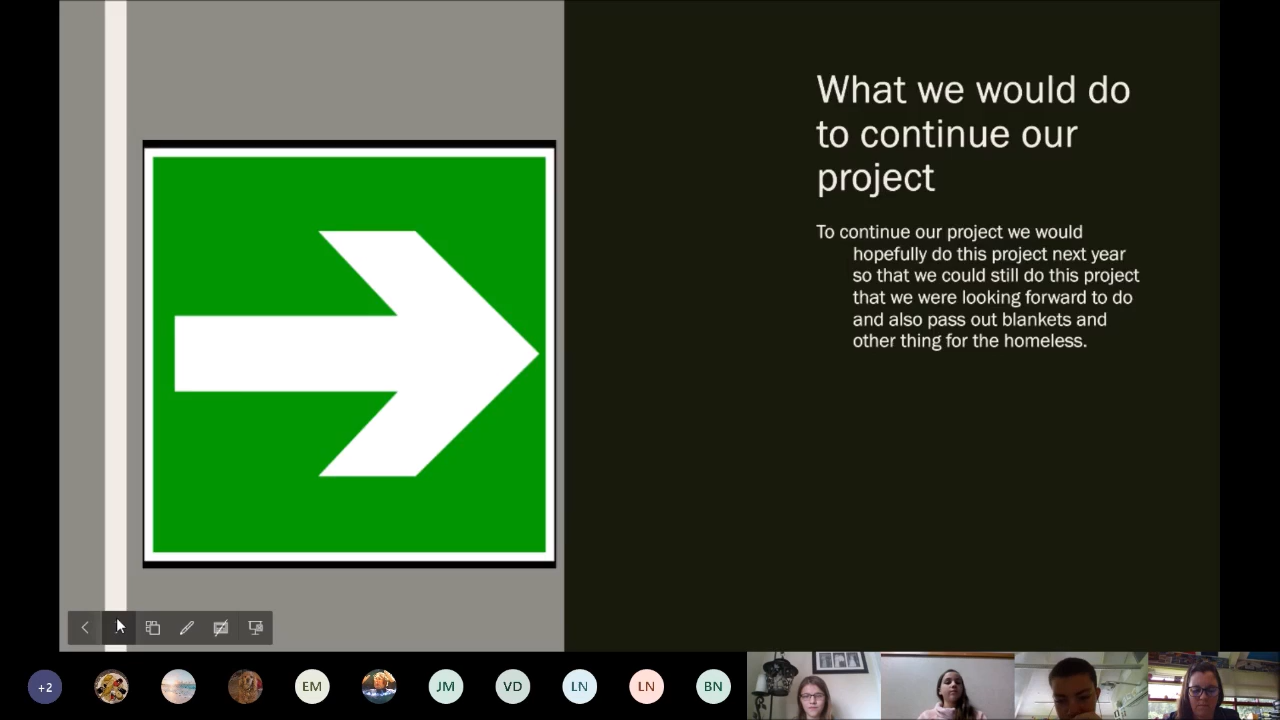 What we would do
to continue our
project
To continue our project we would
hopefully do this project next year
so that we could still do this project
that we were looking forward to do
and also pass out blankets and
other thing for the homeless.
+2
EM
JM
VD
LN
LN
BN